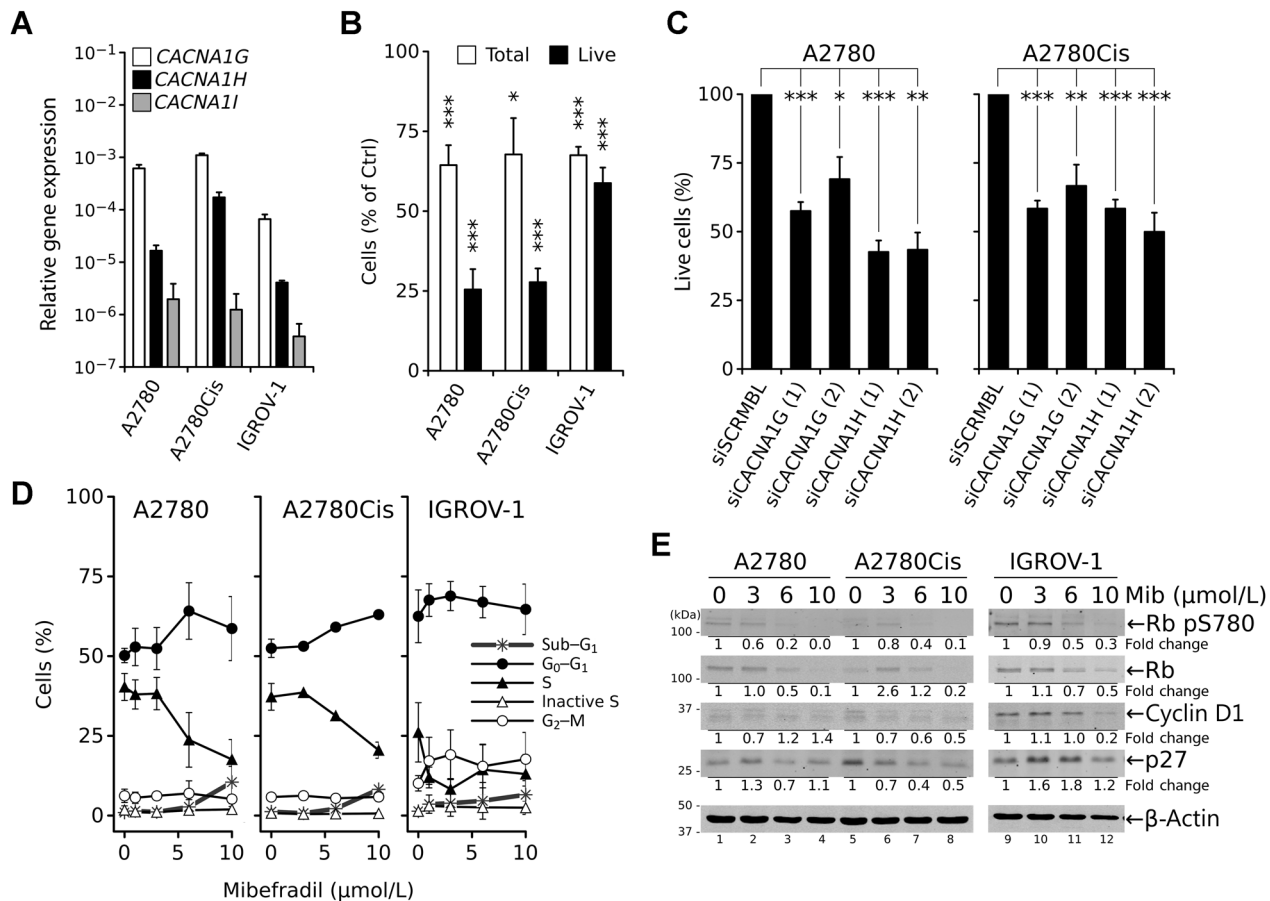 A
10⁻¹
10⁻²
10⁻³
10⁻⁴
10⁻⁵
10⁻⁶
10⁻⁷
Relative gene expression
CACNA1G
CACNA1H
CACNA1I
A2780
A2780Cis
IGROV-1
B
100
75
50
25
0
Cells (% of Ctrl)
Total Live
*** *** * *** *** ***
A2780
A2780Cis
IGROV-1
C
A2780 A2780Cis
100
75
50
25
0
Live cells (%)
*** * *** ** *** ** *** ***
siSCRMBL
siCACNA1G (1)
siCACNA1G (2)
siCACNA1H (1)
siCACNA1H (2)
siSCRMBL
siCACNA1G (1)
siCACNA1G (2)
siCACNA1H (1)
siCACNA1H (2)
D
100
75
50
25
0
Cells (%)
A2780 A2780Cis IGROV-1
Sub–G₁
G₀–G₁
S
Inactive S
G₂–M
0 5 10 0 5 10 0 5 10
Mibefradil (μmol/L)
E
A2780 A2780Cis IGROV-1
0 3 6 10 0 3 6 10 0 3 6 10 Mib (μmol/L)
(kDa)
100 -
←Rb pS780
1 0.6 0.2 0.0 1 0.8 0.4 0.1 1 0.9 0.5 0.3 Fold change
100 -
←Rb
1 1.0 0.5 0.1 1 2.6 1.2 0.2 1 1.1 0.7 0.5 Fold change
37 -
←Cyclin D1
1 0.7 1.2 1.4 1 0.7 0.6 0.5 1 1.1 1.0 0.2 Fold change
←p27
25 -
1 1.3 0.7 1.1 1 0.7 0.4 0.5 1 1.6 1.8 1.2 Fold change
50 -
←β-Actin
37 -
1 2 3 4 5 6 7 8 9 10 11 12